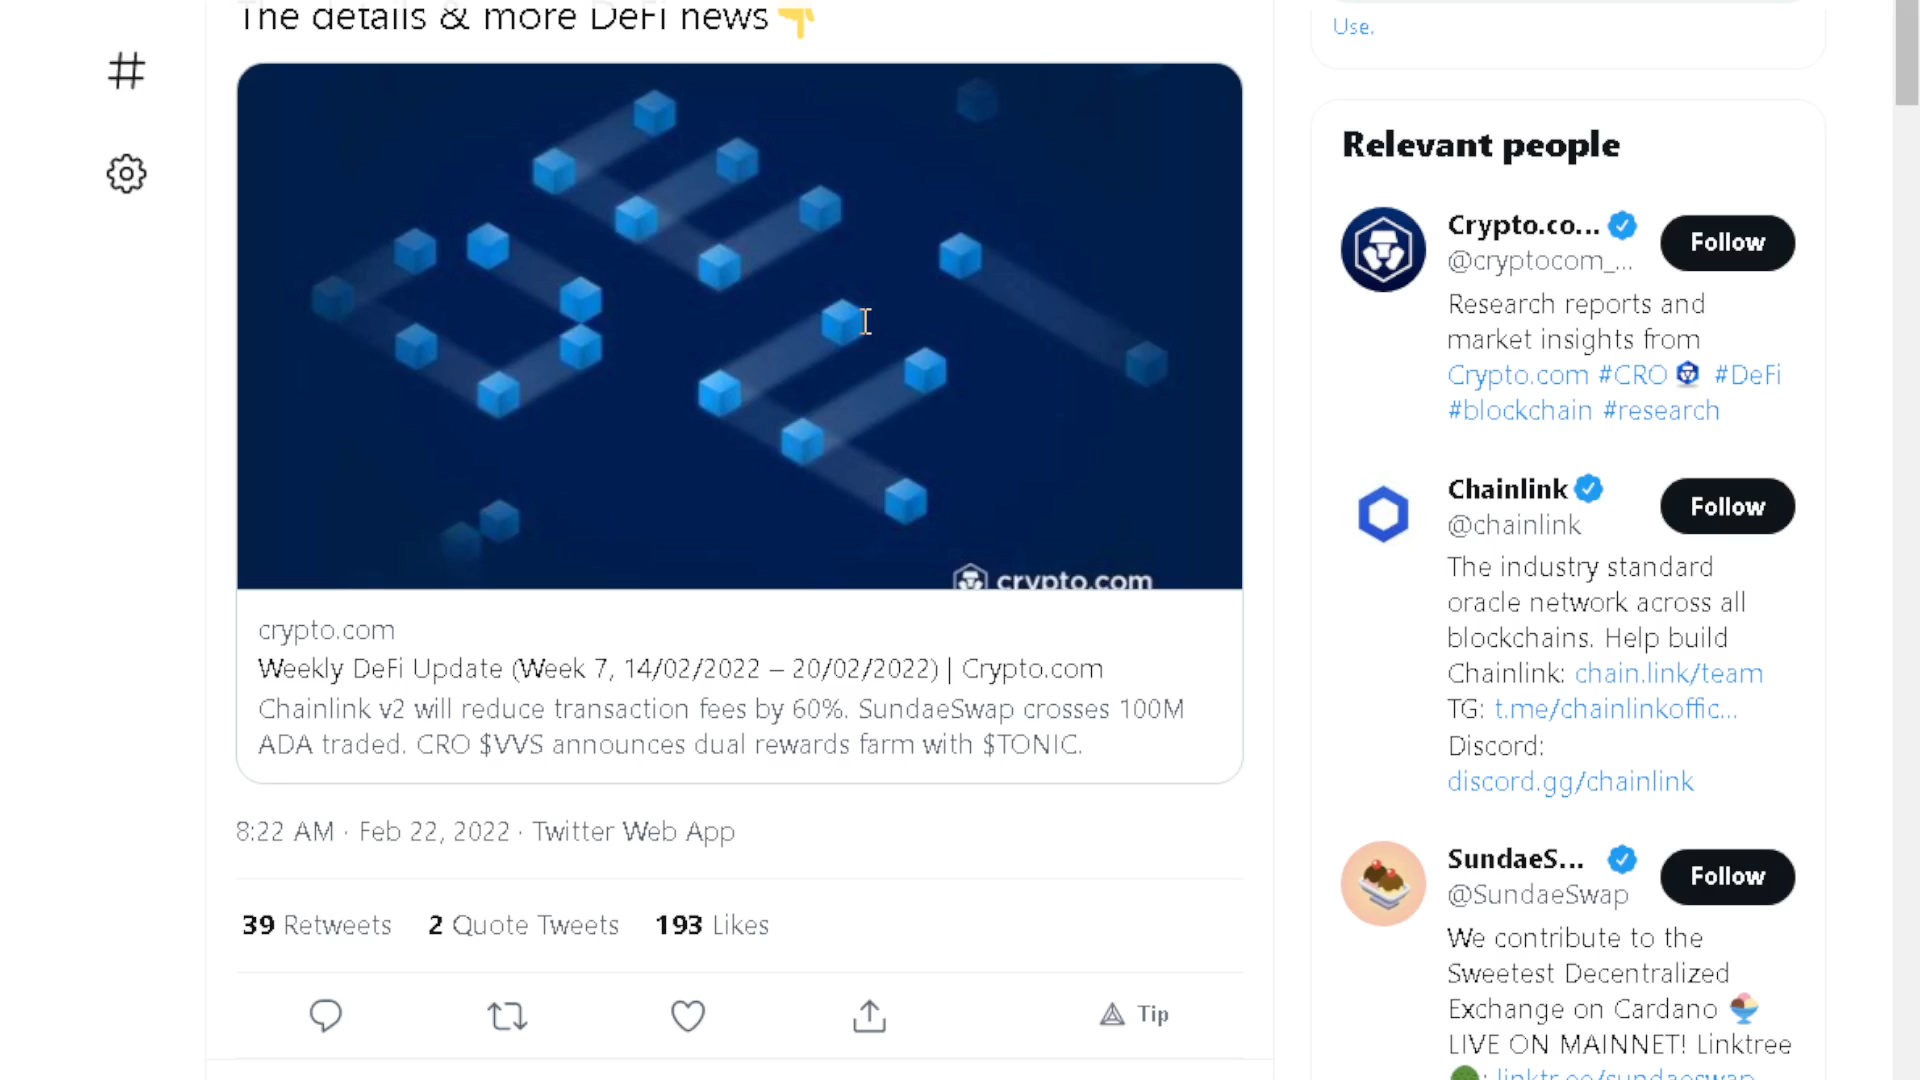 The details & more DeFi news
crypto.com
crypto.com
Weekly DeFi Update (Week 7, 14/02/2022 – 20/02/2022) | Crypto.com
Chainlink v2 will reduce transaction fees by 60%. SundaeSwap crosses 100M
ADA traded. CRO $VVS announces dual rewards farm with $TONIC.
8:22 AM · Feb 22, 2022 · Twitter Web App
39 Retweets 2 Quote Tweets 193 Likes
Tip
Use.
Relevant people
Crypto.co...
Follow
@cryptocom_...
Research reports and
market insights from
Crypto.com #CRO #DeFi
#blockchain #research
Chainlink
Follow
@chainlink
The industry standard
oracle network across all
blockchains. Help build
Chainlink: chain.link/team
TG: t.me/chainlinkoffic...
Discord:
discord.gg/chainlink
SundaeS...
Follow
@SundaeSwap
We contribute to the
Sweetest Decentralized
Exchange on Cardano
LIVE ON MAINNET! Linktree
: linktr.ee/sundaeswap